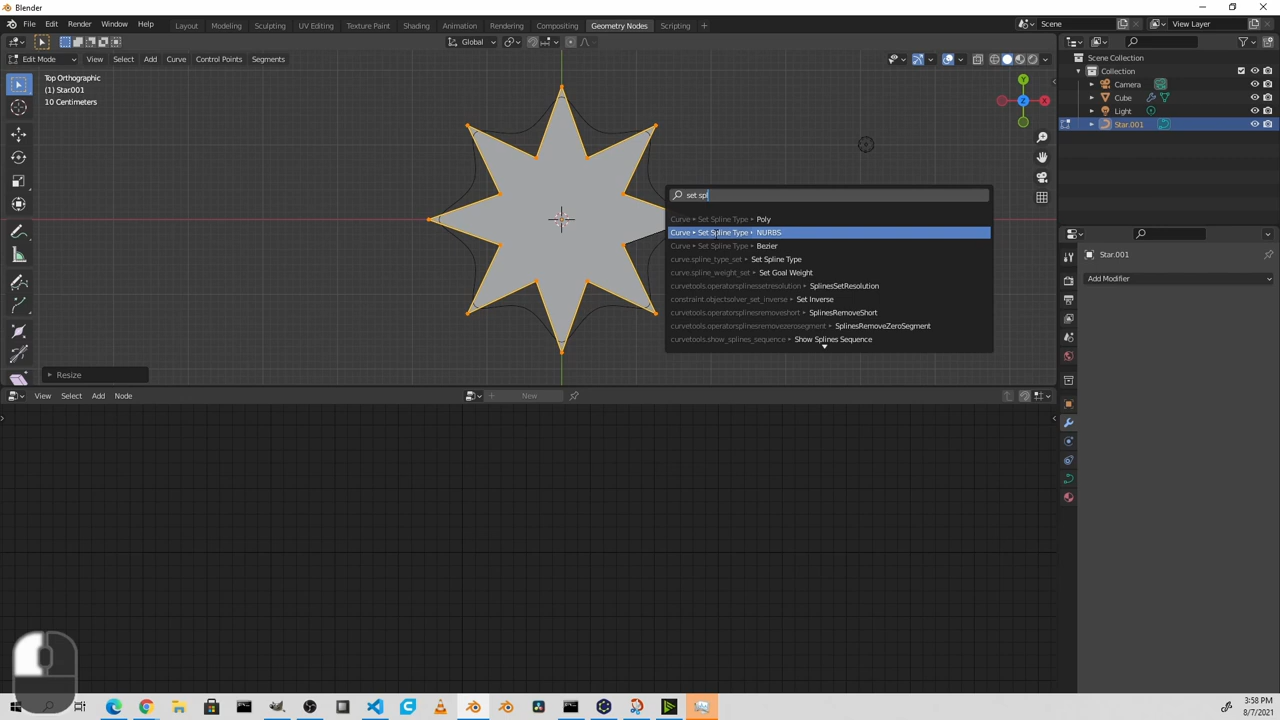 Blender
File Edit Render Window Help Layout Modeling Sculpting UV Editing Texture Paint Shading Animation Rendering Compositing Geometry Nodes Scripting + Scene View Layer
Global
Edit Mode View Select Add Curve Control Points Segments
Top Orthographic
(1) Star.001
10 Centimeters
Y
X
Z
Scene Collection
Collection
Camera
Cube
Light
Star.001
set spl
Curve ▸ Set Spline Type ▸ Poly
Curve ▸ Set Spline Type ▸ NURBS
Curve ▸ Set Spline Type ▸ Bezier
curve.spline_type_set ▸ Set Spline Type
curve.spline_weight_set ▸ Set Goal Weight
curvetools.operatorsplinessetresolution ▸ SplinesSetResolution
constraint.objectsolver_set_inverse ▸ Set Inverse
curvetools.operatorsplinesremoveshort ▸ SplinesRemoveShort
curvetools.operatorsplinesremovezerosegment ▸ SplinesRemoveZeroSegment
curvetools.show_splines_sequence ▸ Show Splines Sequence
Star.001
Add Modifier
Resize
View Select Add Node New
3:58 PM
8/7/2021